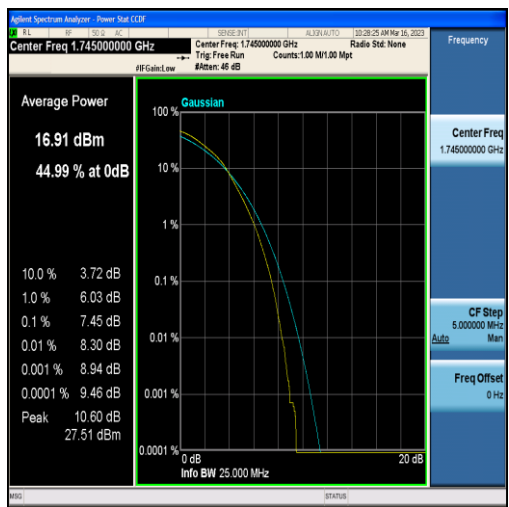 Agilent Spectrum Analyzer - Power Stat CCDF
RL RF 50 Ω AC SENSE:INT ALIGN AUTO 10:28:25 AM Mar 16, 2023
Center Freq 1.745000000 GHz
Center Freq: 1.745000000 GHz Radio Std: None
Trig: Free Run Counts:1.00 M/1.00 Mpt
#IFGain:Low #Atten: 46 dB
Frequency
Average Power
16.91 dBm
44.99 % at 0dB
10.0 % 3.72 dB
1.0 % 6.03 dB
0.1 % 7.45 dB
0.01 % 8.30 dB
0.001 % 8.94 dB
0.0001 % 9.46 dB
Peak 10.60 dB
27.51 dBm
Gaussian
100 %
10 %
1 %
0.1 %
0.01 %
0.001 %
0.0001 %
0 dB 20 dB
Info BW 25.000 MHz
Center Freq
1.745000000 GHz
CF Step
5.000000 MHz
Auto Man
Freq Offset
0 Hz
MSG STATUS